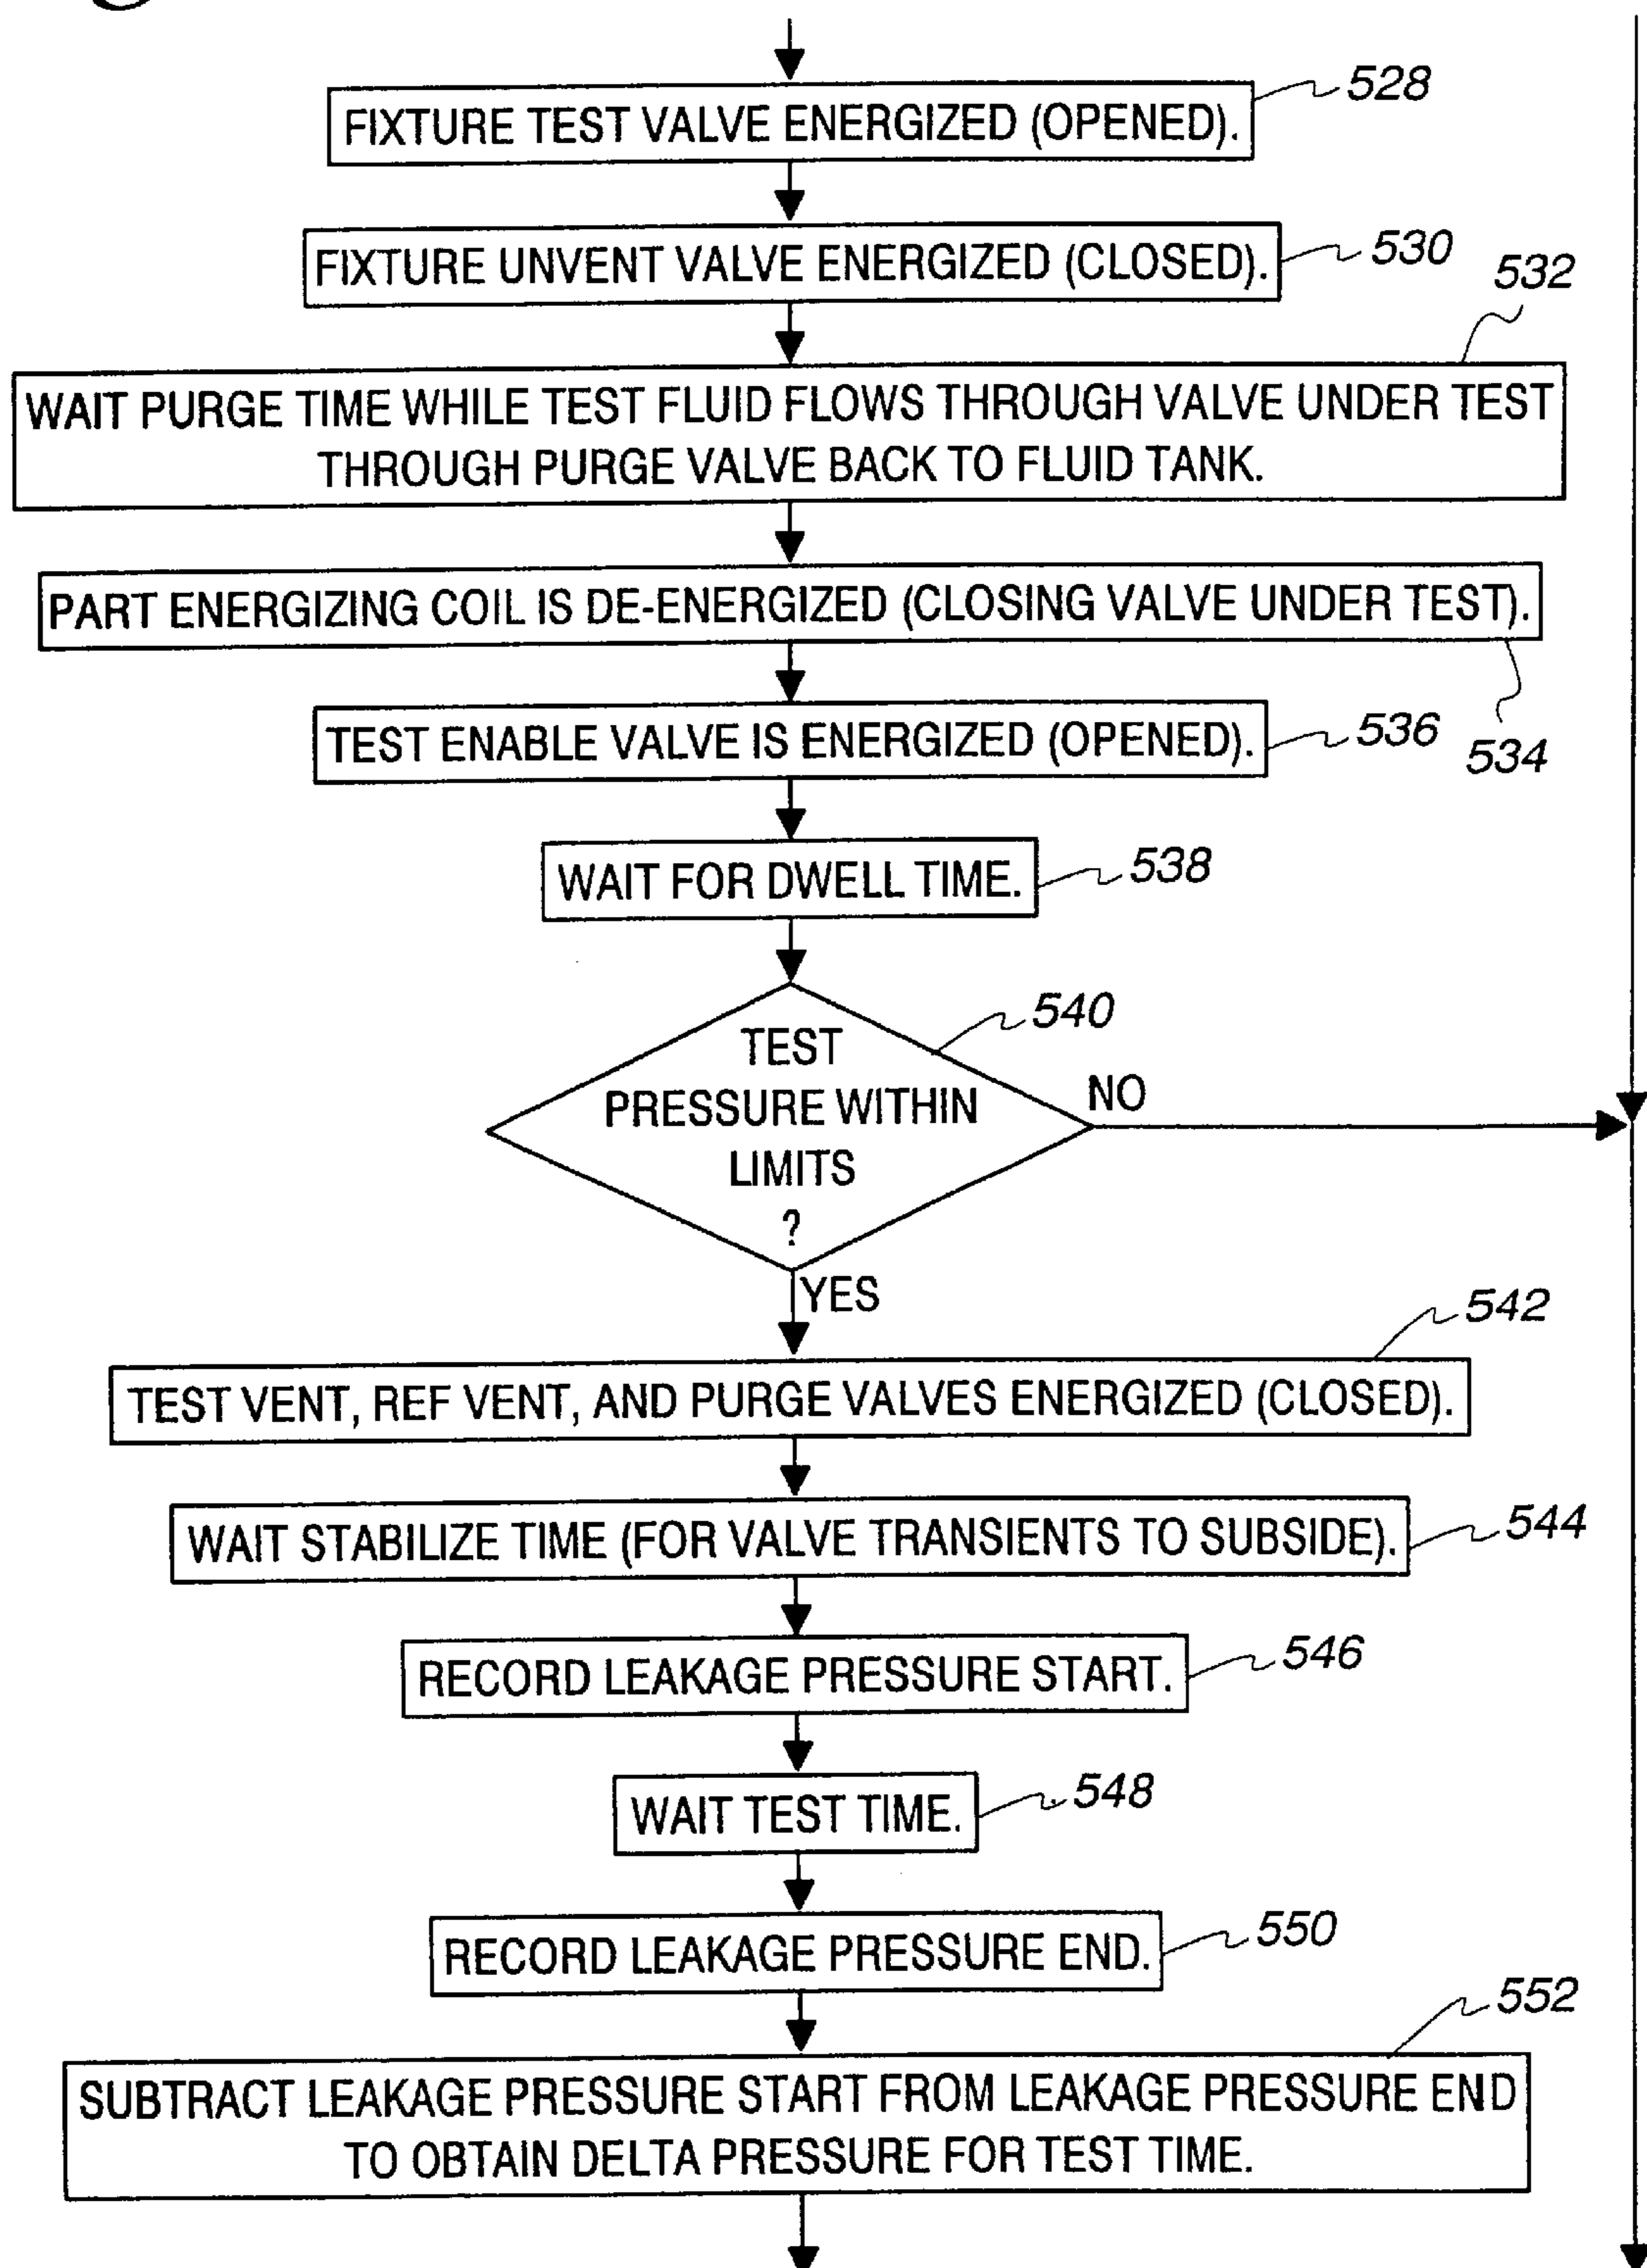 FIXTURE TEST VALVE ENERGIZED (OPENED).
528
FIXTURE UNVENT VALVE ENERGIZED (CLOSED).
530
532
WAIT PURGE TIME WHILE TEST FLUID FLOWS THROUGH VALVE UNDER TEST
THROUGH PURGE VALVE BACK TO FLUID TANK.
PART ENERGIZING COIL IS DE-ENERGIZED (CLOSING VALVE UNDER TEST).
534
TEST ENABLE VALVE IS ENERGIZED (OPENED).
536
WAIT FOR DWELL TIME.
538
540
TEST
PRESSURE WITHIN
LIMITS
?
NO
YES
542
TEST VENT, REF VENT, AND PURGE VALVES ENERGIZED (CLOSED).
WAIT STABILIZE TIME (FOR VALVE TRANSIENTS TO SUBSIDE).
544
RECORD LEAKAGE PRESSURE START.
546
WAIT TEST TIME.
548
RECORD LEAKAGE PRESSURE END.
550
552
SUBTRACT LEAKAGE PRESSURE START FROM LEAKAGE PRESSURE END
TO OBTAIN DELTA PRESSURE FOR TEST TIME.